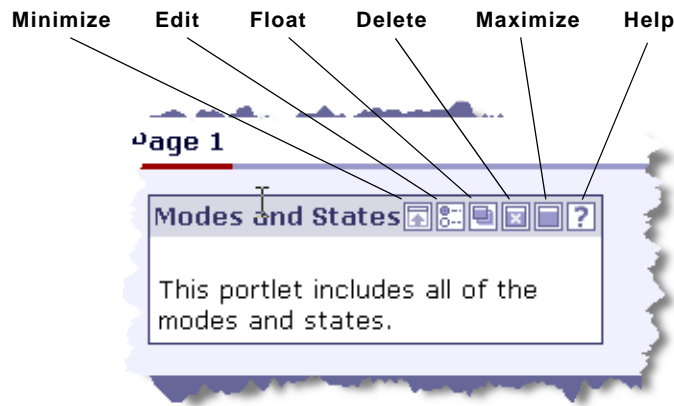 Minimize Edit Float Delete Maximize Help
Page 1
Modes and States ?
This portlet includes all of the
modes and states.